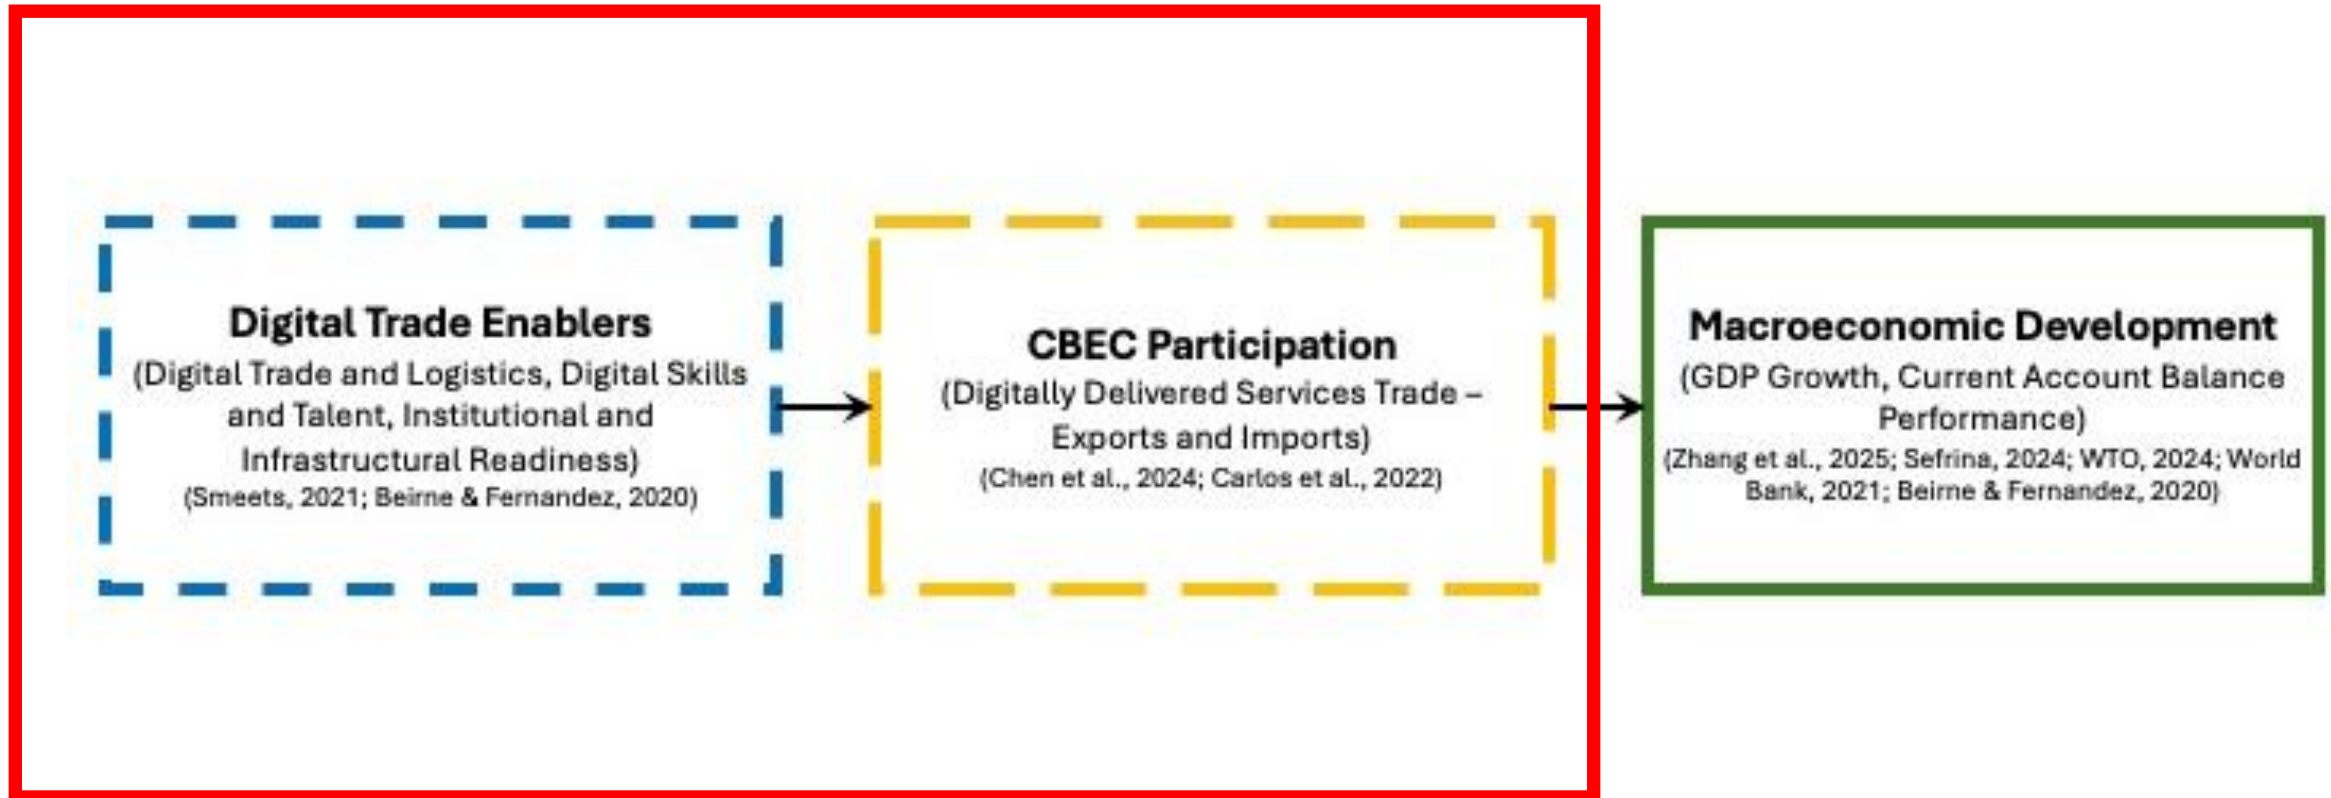 Digital Trade Enablers
(Digital Trade and Logistics, Digital Skills
and Talent, Institutional and
Infrastructural Readiness)
(Smeets, 2021; Beirne & Fernandez, 2020)
CBEC Participation
(Digitally Delivered Services Trade –
Exports and Imports)
(Chen et al., 2024; Carlos et al., 2022)
Macroeconomic Development
(GDP Growth, Current Account Balance
Performance)
(Zhang et al., 2025; Sefrina, 2024; WTO, 2024; World
Bank, 2021; Beirne & Fernandez, 2020)